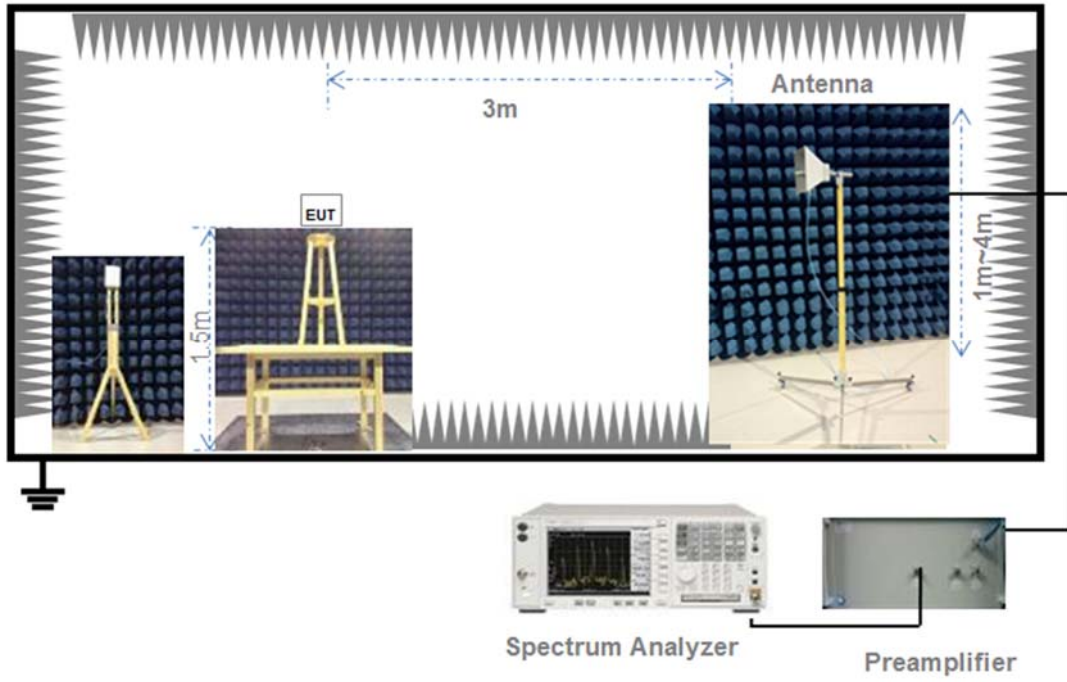 Antenna
3m
EUT
1.5m
1m~4m
Spectrum Analyzer
Preamplifier